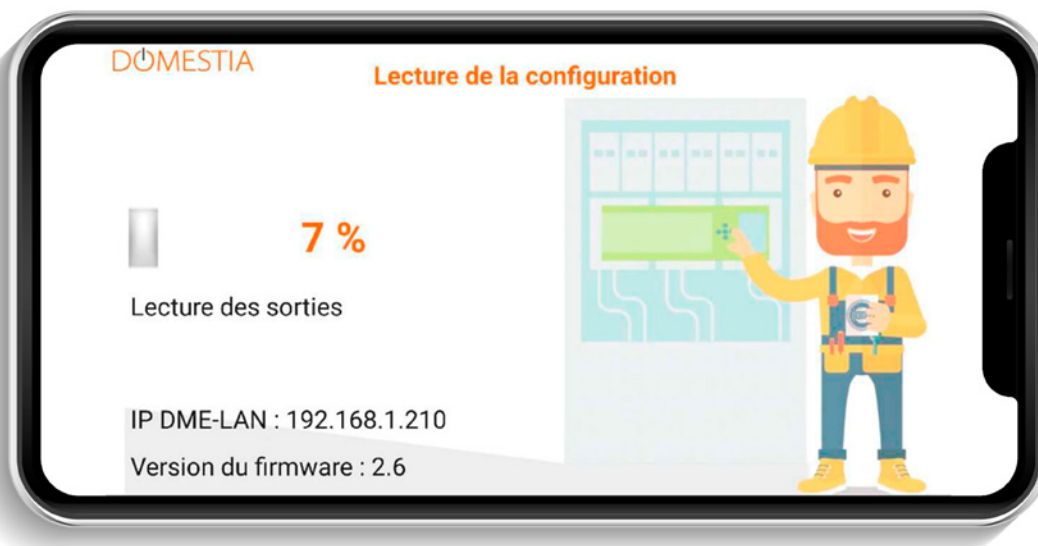 DOMESTIA
Lecture de la configuration
7 %
Lecture des sorties
IP DME-LAN : 192.168.1.210
Version du firmware : 2.6